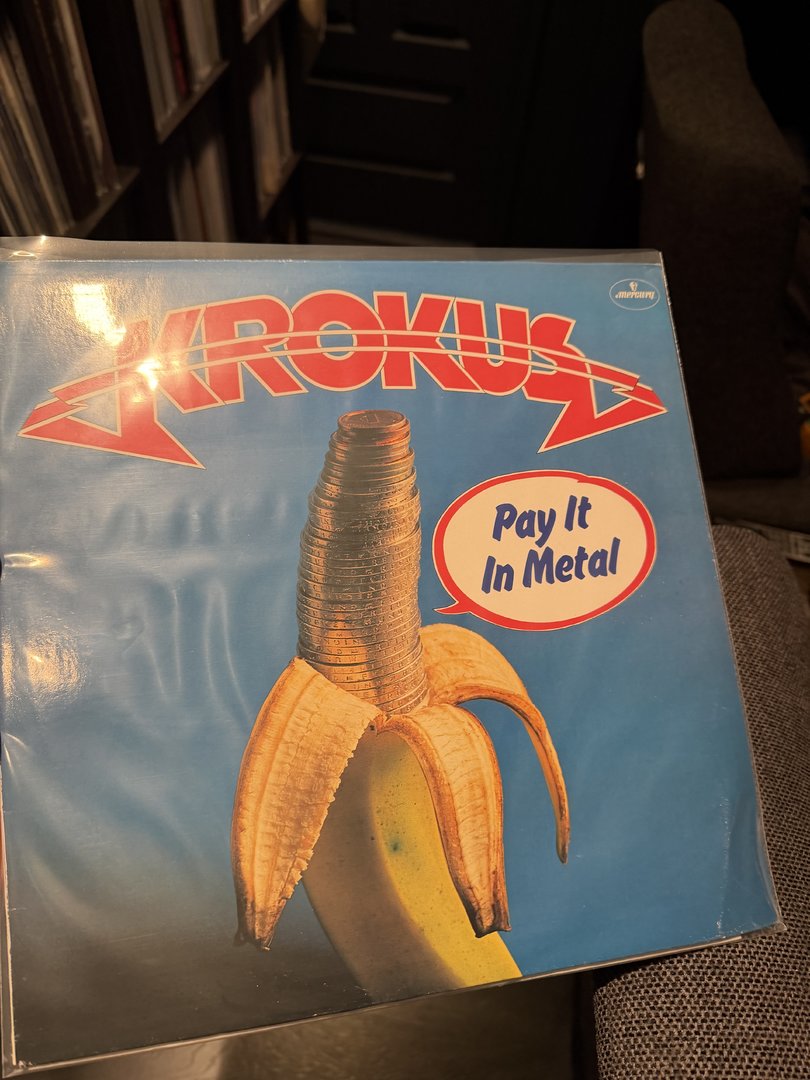 mercury
KROKUS
Pay It
In Metal